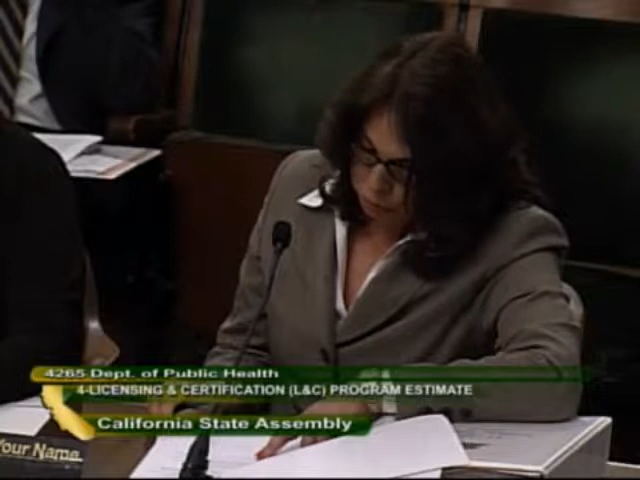 4265 Dept. of Public Health
4-LICENSING & CERTIFICATION (L&C) PROGRAM ESTIMATE
California State Assembly
Your Name